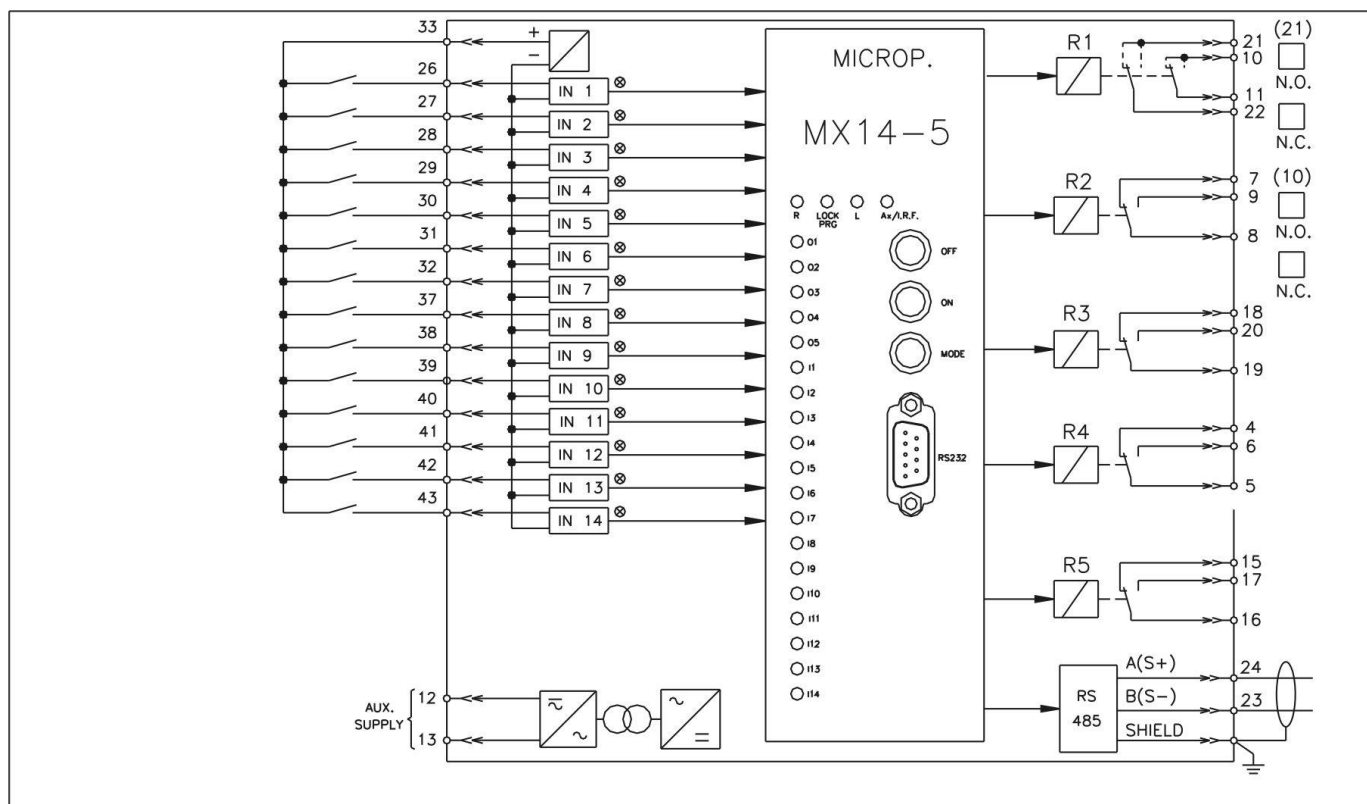 33
+
−
26
IN 1
27
IN 2
28
IN 3
29
IN 4
30
IN 5
31
IN 6
32
IN 7
37
IN 8
38
IN 9
39
IN 10
40
IN 11
41
IN 12
42
IN 13
43
IN 14
AUX.
SUPPLY
12
13
MICROP.
MX14-5
R LOCK PRG L Ax/I.R.F.
O1
O2
O3
O4
O5
I1
I2
I3
I4
I5
I6
I7
I8
I9
I10
I11
I12
I13
I14
OFF
ON
MODE
RS232
R1
21
10
11
22
(21)
N.O.
N.C.
R2
7
9
8
(10)
N.O.
N.C.
R3
18
20
19
R4
4
6
5
R5
15
17
16
RS
485
A(S+)
24
B(S-)
23
SHIELD